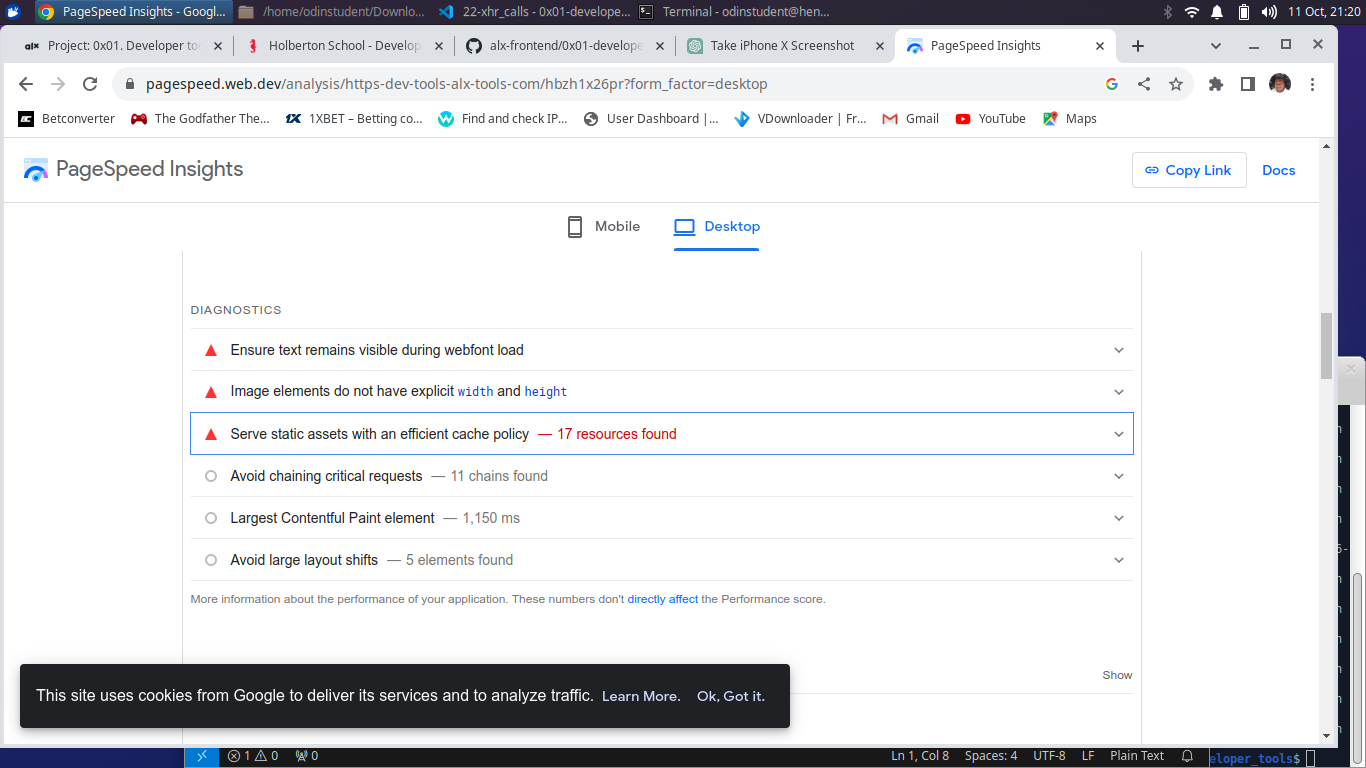 PageSpeed Insights - Googl...
/home/odinstudent/Downlo...
22-xhr_calls - 0x01-develope...
Terminal - odinstudent@hen...
11 Oct, 21:20
alx Project: 0x01. Developer to
Holberton School - Develop
alx-frontend/0x01-develope
Take iPhone X Screenshot
PageSpeed Insights
pagespeed.web.dev/analysis/https-dev-tools-alx-tools-com/hbzh1x26pr?form_factor=desktop
BC Betconverter
The Godfather The...
1X 1XBET – Betting co...
Find and check IP...
User Dashboard |...
VDownloader | Fr...
Gmail
YouTube
Maps
PageSpeed Insights
Copy Link
Docs
Mobile
Desktop
DIAGNOSTICS
Ensure text remains visible during webfont load
Image elements do not have explicit width and height
Serve static assets with an efficient cache policy — 17 resources found
Avoid chaining critical requests — 11 chains found
Largest Contentful Paint element — 1,150 ms
Avoid large layout shifts — 5 elements found
More information about the performance of your application. These numbers don't directly affect the Performance score.
Show
This site uses cookies from Google to deliver its services and to analyze traffic. Learn More. Ok, Got it.
1 0 0
Ln 1, Col 8 Spaces: 4 UTF-8 LF Plain Text
eloper_tools$